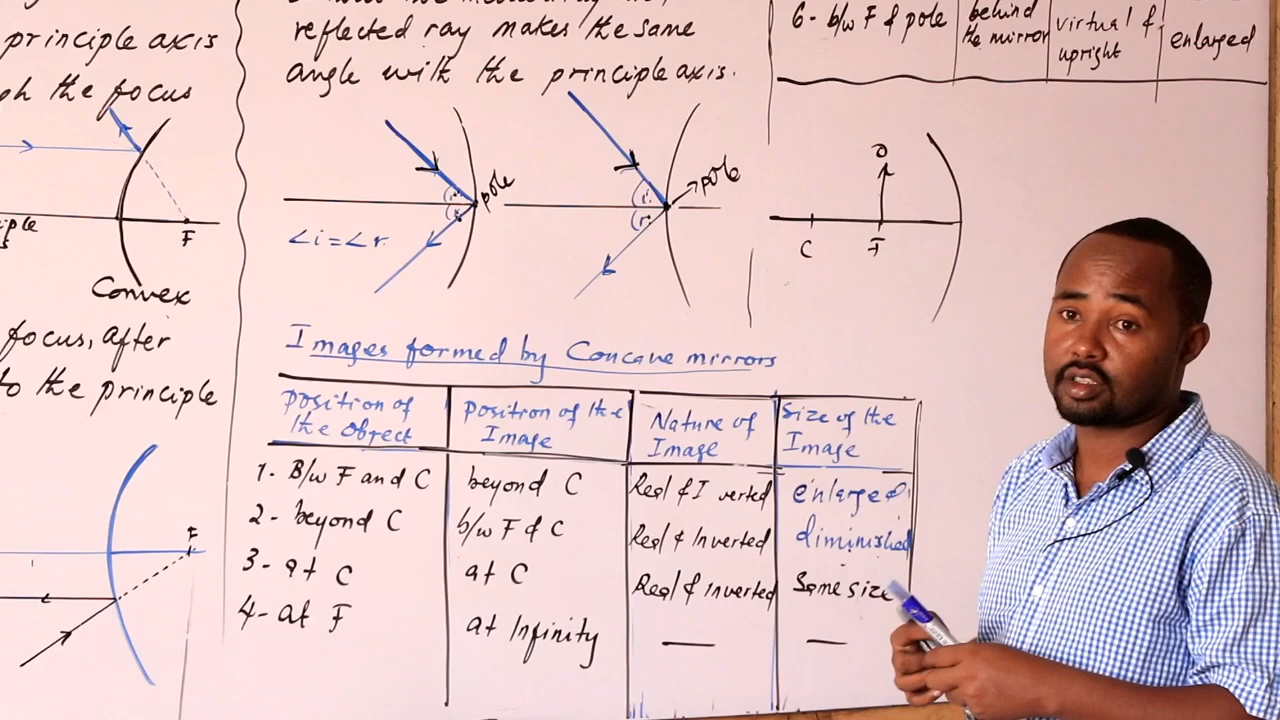 principle axis
the focus
F
Convex
focus, after
to the principle
F
reflected ray makes the same
angle with the principle axis.
pole
i
r
∠i = ∠r
pole
i
r
Images formed by Concave mirrors
position of the Object
position of the Image
Nature of Image
Size of the Image
1- B/w F and C
beyond C
Real & I verted
enlarged
2- beyond C
b/w F & C
Real & Inverted
diminished
3- at C
at C
Real & Inverted
Same size
4- at F
at Infinity
6- b/w F & pole
behind the mirror
virtual & upright
enlarged
O
C
F